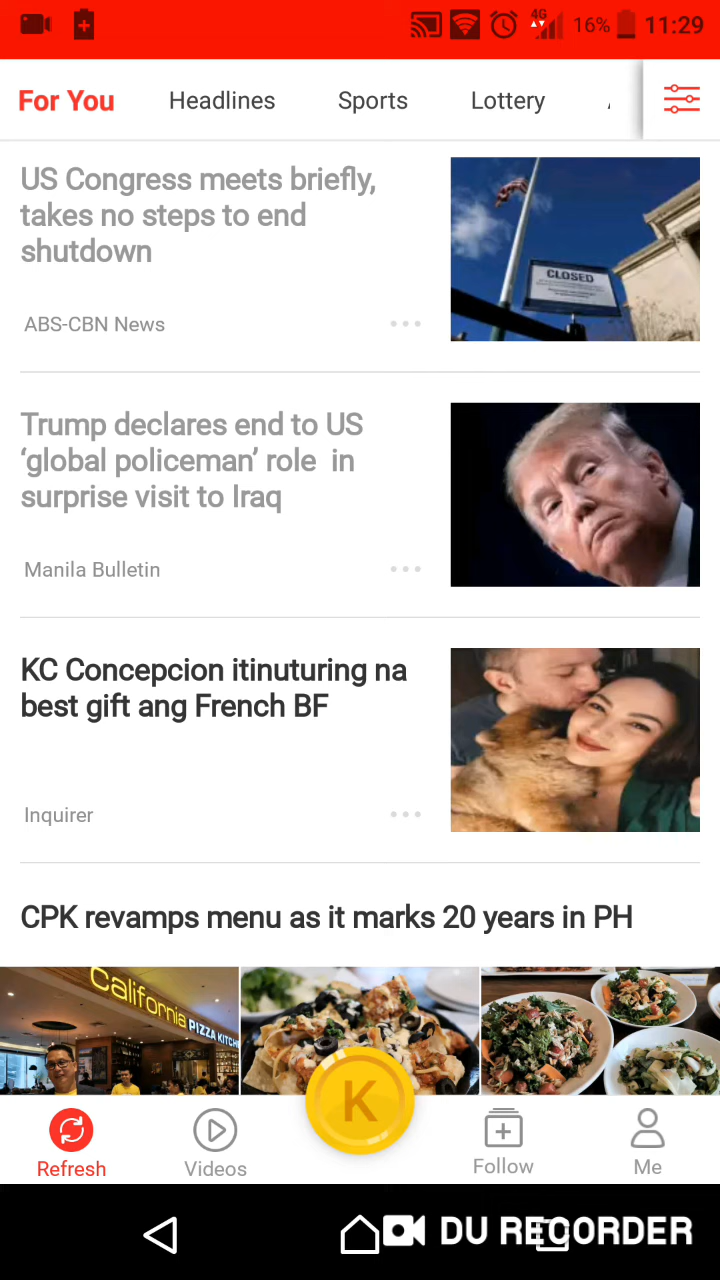 4G 16% 11:29
For You Headlines Sports Lottery
US Congress meets briefly,
takes no steps to end
shutdown
CLOSED
ABS-CBN News
Trump declares end to US
‘global policeman’ role in
surprise visit to Iraq
Manila Bulletin
KC Concepcion itinuturing na
best gift ang French BF
Inquirer
CPK revamps menu as it marks 20 years in PH
California
PIZZA KITCHE
K
Refresh Videos Follow Me
DU RECORDER